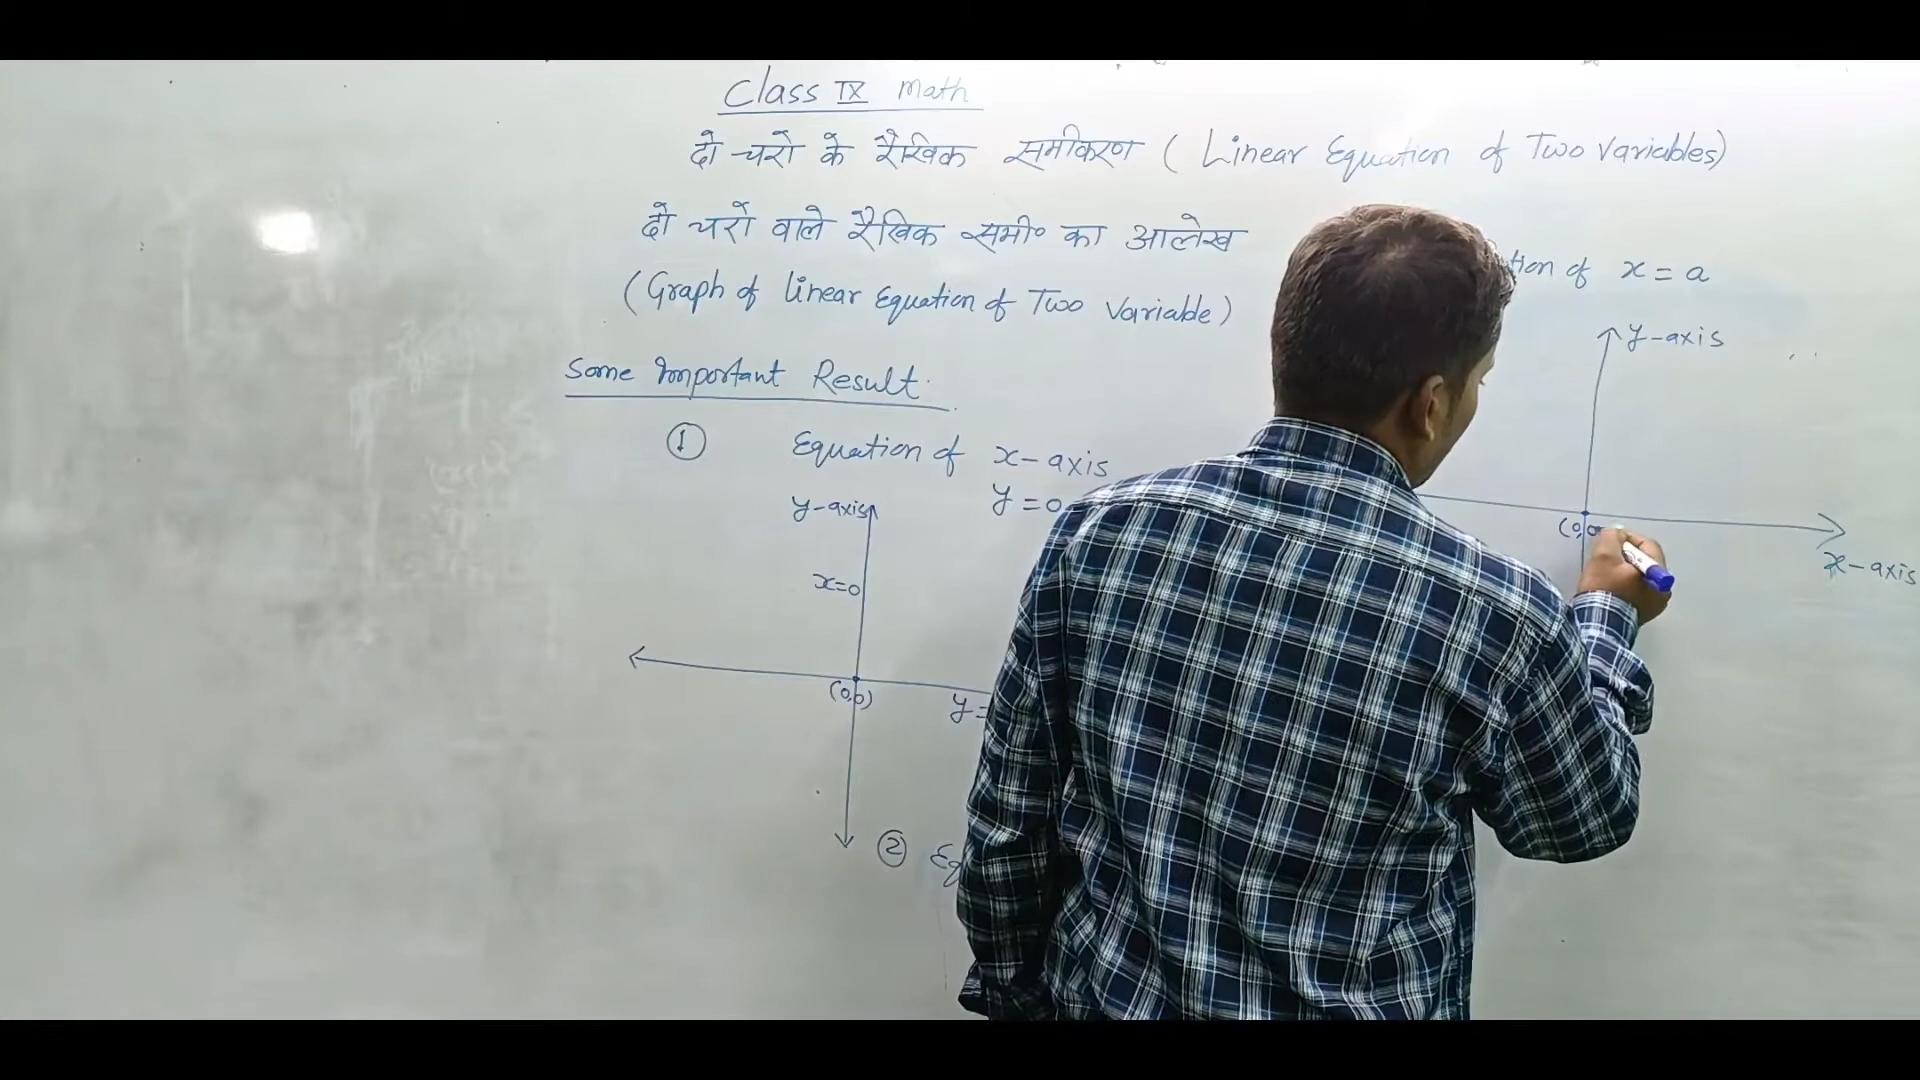 Class IX Math
दो चरो के रैखिक समीकरण ( Linear Equation of Two Variables)
दो चरों वाले रैखिक समी० का आलेख
(Graph of linear Equation of Two Variable)
Some Important Result.
① Equation of x-axis
y=0
y-axis
x=0
(0,0)
y=
②
of x = a
y-axis
(0,0
x-axis